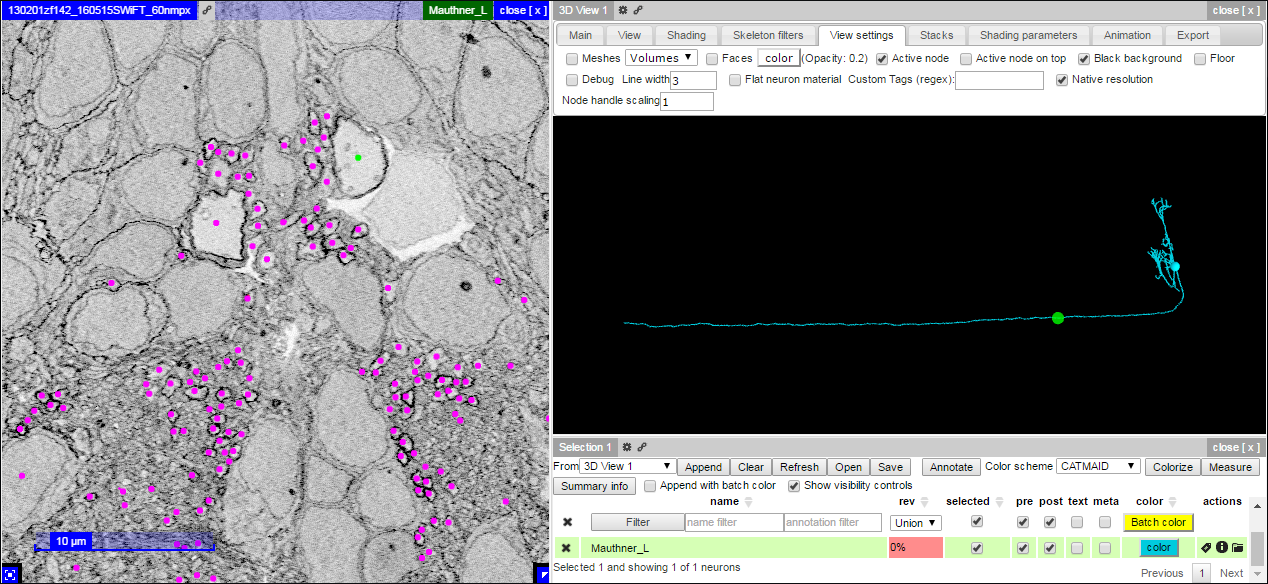 130201zf142_160515SWiFT_60nmpx Mauthner_L close [ x ]
10 μm
3D View 1 close [ x ]
Main View Shading Skeleton filters View settings Stacks Shading parameters Animation Export
Meshes Volumes Faces color (Opacity: 0.2) Active node Active node on top Black background Floor
Debug Line width 3 Flat neuron material Custom Tags (regex): Native resolution
Node handle scaling 1
Selection 1 close [ x ]
From 3D View 1 Append Clear Refresh Open Save Annotate Color scheme CATMAID Colorize Measure
Summary info Append with batch color Show visibility controls
name rev selected pre post text meta color actions
Filter name filter annotation filter Union Batch color
Mauthner_L 0% color
Selected 1 and showing 1 of 1 neurons
Previous 1 Next